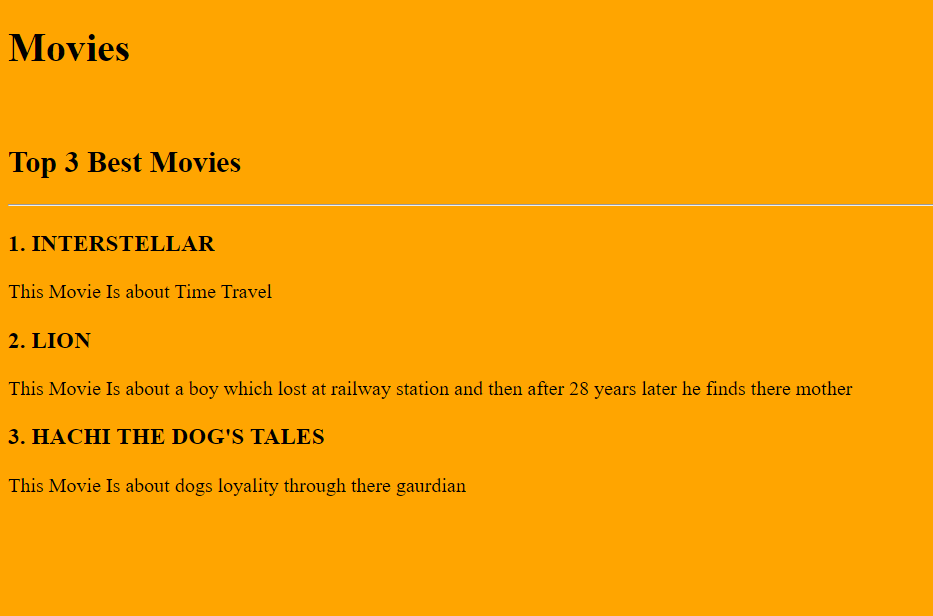 Movies
Top 3 Best Movies
1. INTERSTELLAR
This Movie Is about Time Travel
2. LION
This Movie Is about a boy which lost at railway station and then after 28 years later he finds there mother
3. HACHI THE DOG'S TALES
This Movie Is about dogs loyality through there gaurdian